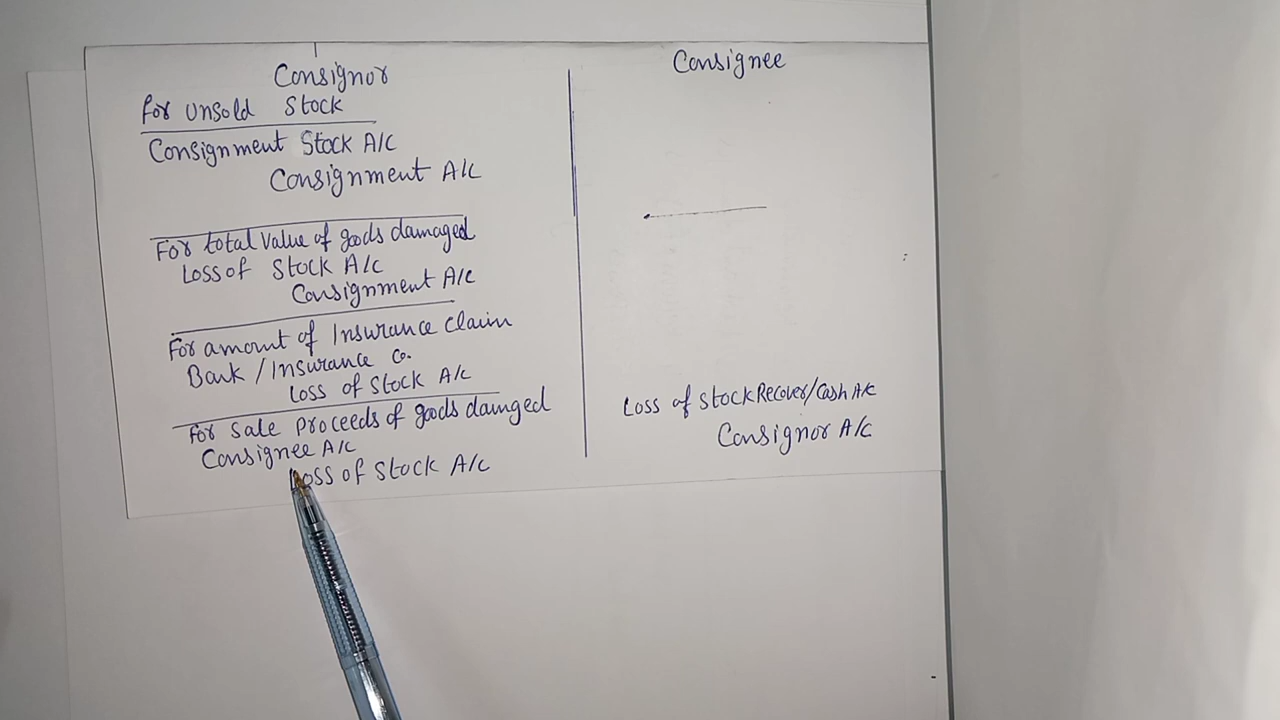 Consignor
for unsold Stock
Consignment Stock A/C
Consignment A/C
For total value of goods damaged
Loss of Stock A/C
Consignment A/C
For amount of Insurance claim
Bank / Insurance Co.
Loss of Stock A/C
For Sale Proceeds of goods damged
Consignee A/C
Loss of Stock A/C
Consignee
Loss of Stock Recover/Cash A/C
Consignor A/C